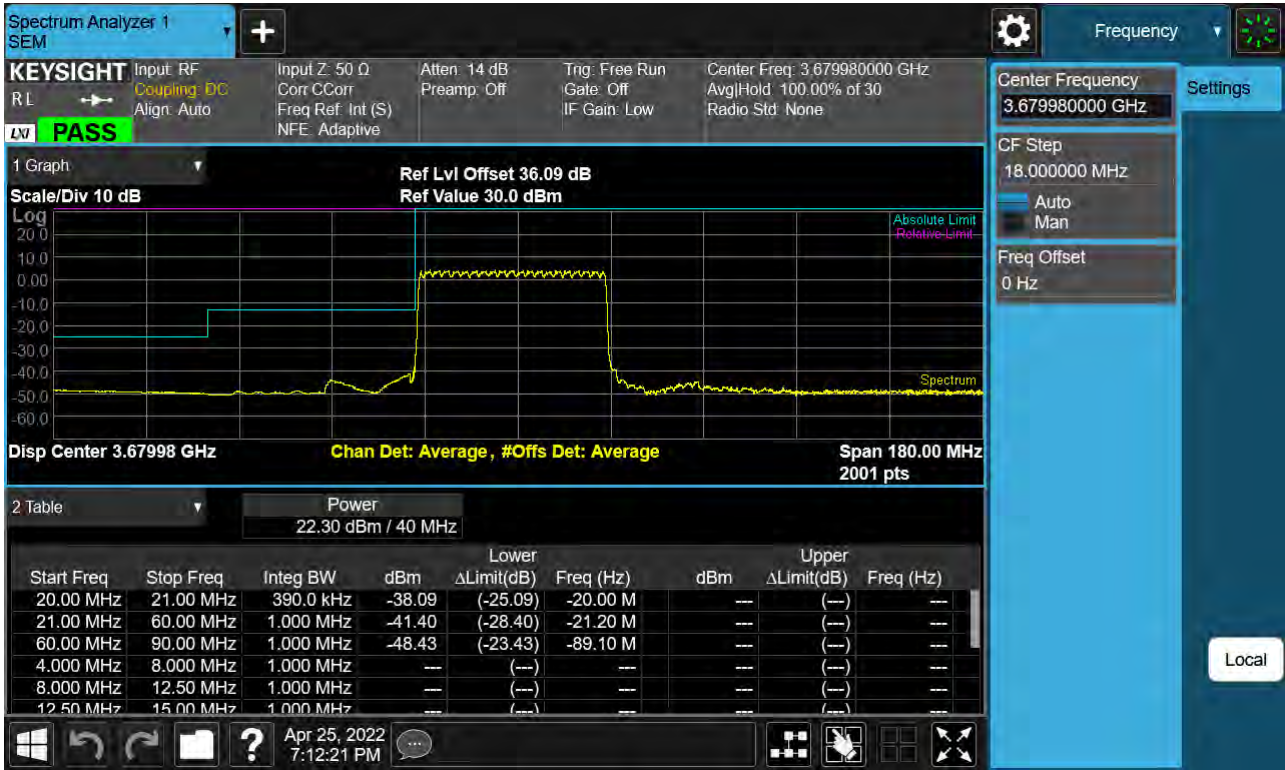 Spectrum Analyzer 1
SEM
+
Frequency
KEYSIGHT
RL
LXI
PASS
Input: RF
Coupling: DC
Align: Auto
Input Z: 50 Ω
Corr CCorr
Freq Ref: Int (S)
NFE: Adaptive
Atten: 14 dB
Preamp: Off
Trig: Free Run
Gate: Off
IF Gain: Low
Center Freq: 3.679980000 GHz
Avg|Hold: 100.00% of 30
Radio Std: None
Center Frequency
3.679980000 GHz
Settings
CF Step
18.000000 MHz
Auto
Man
Freq Offset
0 Hz
1 Graph
Ref Lvl Offset 36.09 dB
Scale/Div 10 dB
Ref Value 30.0 dBm
Log
Absolute Limit
Relative Limit
20.0
10.0
0.00
-10.0
-20.0
-30.0
-40.0
-50.0
-60.0
Spectrum
Disp Center 3.67998 GHz
Chan Det: Average, #Offs Det: Average
Span 180.00 MHz
2001 pts
2 Table
Power
22.30 dBm / 40 MHz
Lower Upper
Start Freq Stop Freq Integ BW dBm ΔLimit(dB) Freq (Hz) dBm ΔLimit(dB) Freq (Hz)
20.00 MHz 21.00 MHz 390.0 kHz -38.09 (-25.09) -20.00 M --- (---) ---
21.00 MHz 60.00 MHz 1.000 MHz -41.40 (-28.40) -21.20 M --- (---) ---
60.00 MHz 90.00 MHz 1.000 MHz -48.43 (-23.43) -89.10 M --- (---) ---
4.000 MHz 8.000 MHz 1.000 MHz --- (---) --- --- (---) ---
8.000 MHz 12.50 MHz 1.000 MHz --- (---) --- --- (---) ---
12.50 MHz 15.00 MHz 1.000 MHz --- (---) --- --- (---) ---
Local
?
Apr 25, 2022
7:12:21 PM